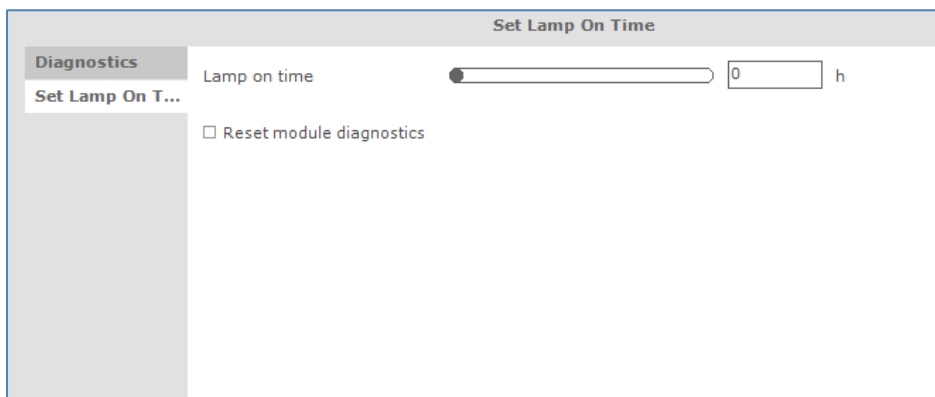 Set Lamp On Time
Diagnostics
Set Lamp On T...
Lamp on time 0 h
Reset module diagnostics